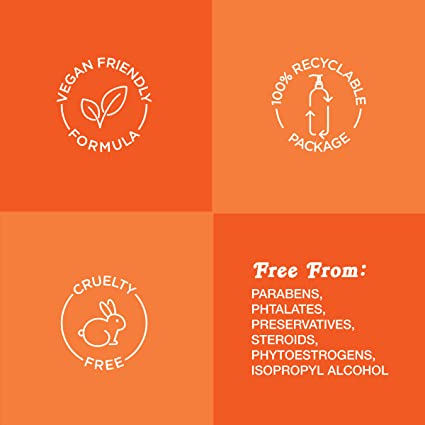 VEGAN FRIENDLY
FORMULA
100% RECYCLABLE
PACKAGE
CRUELTY
FREE
Free From:
PARABENS,
PHTALATES,
PRESERVATIVES,
STEROIDS,
PHYTOESTROGENS,
ISOPROPYL ALCOHOL